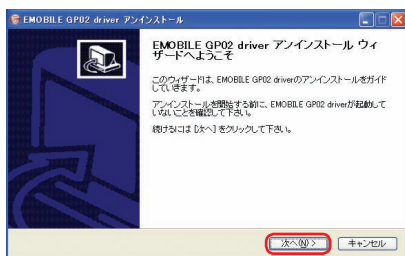 EMOBILE GP02 driver アンインストール
EMOBILE GP02 driver アンインストール ウィ
ザードへようこそ
このウィザードは、EMOBILE GP02 driverのアンインストールをガイド
していきます。
アンインストールを開始する前に、EMOBILE GP02 driverが起動して
いないことを確認して下さい。
続けるには [次へ] をクリックして下さい。
次へ(N) >
キャンセル